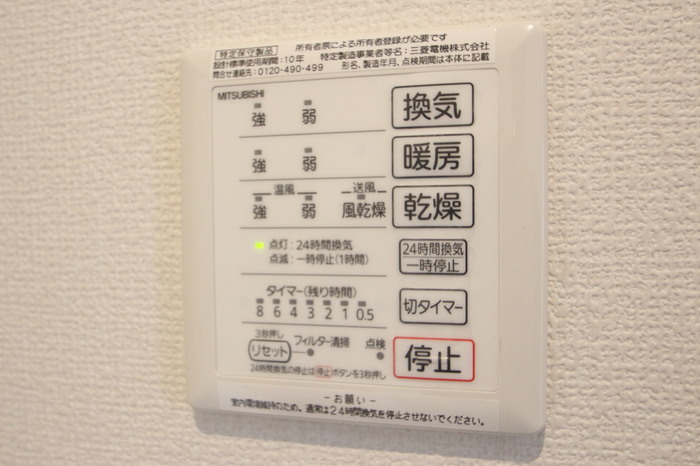 特定保守製品 所有者票による所有者登録が必要です
設計標準使用期間:10年 特定製造事業者等名:三菱電機株式会社
問合せ連絡先:0120-490-499 形名、製造年月、点検期間は本体に記載
MITSUBISHI
強 弱 換気
強 弱 暖房
温風 送風
強 弱 風乾燥 乾燥
点灯:24時間換気
点滅:一時停止(1時間)
24時間換気
一時停止
タイマー(残り時間)
8 6 4 3 2 1 0.5
切タイマー
3秒押し
リセット フィルター清掃 点検
停止
24時間換気の停止は停止ボタンを3秒押し
-お願い-
室内環境維持のため、通常は24時間換気を停止させないでください。